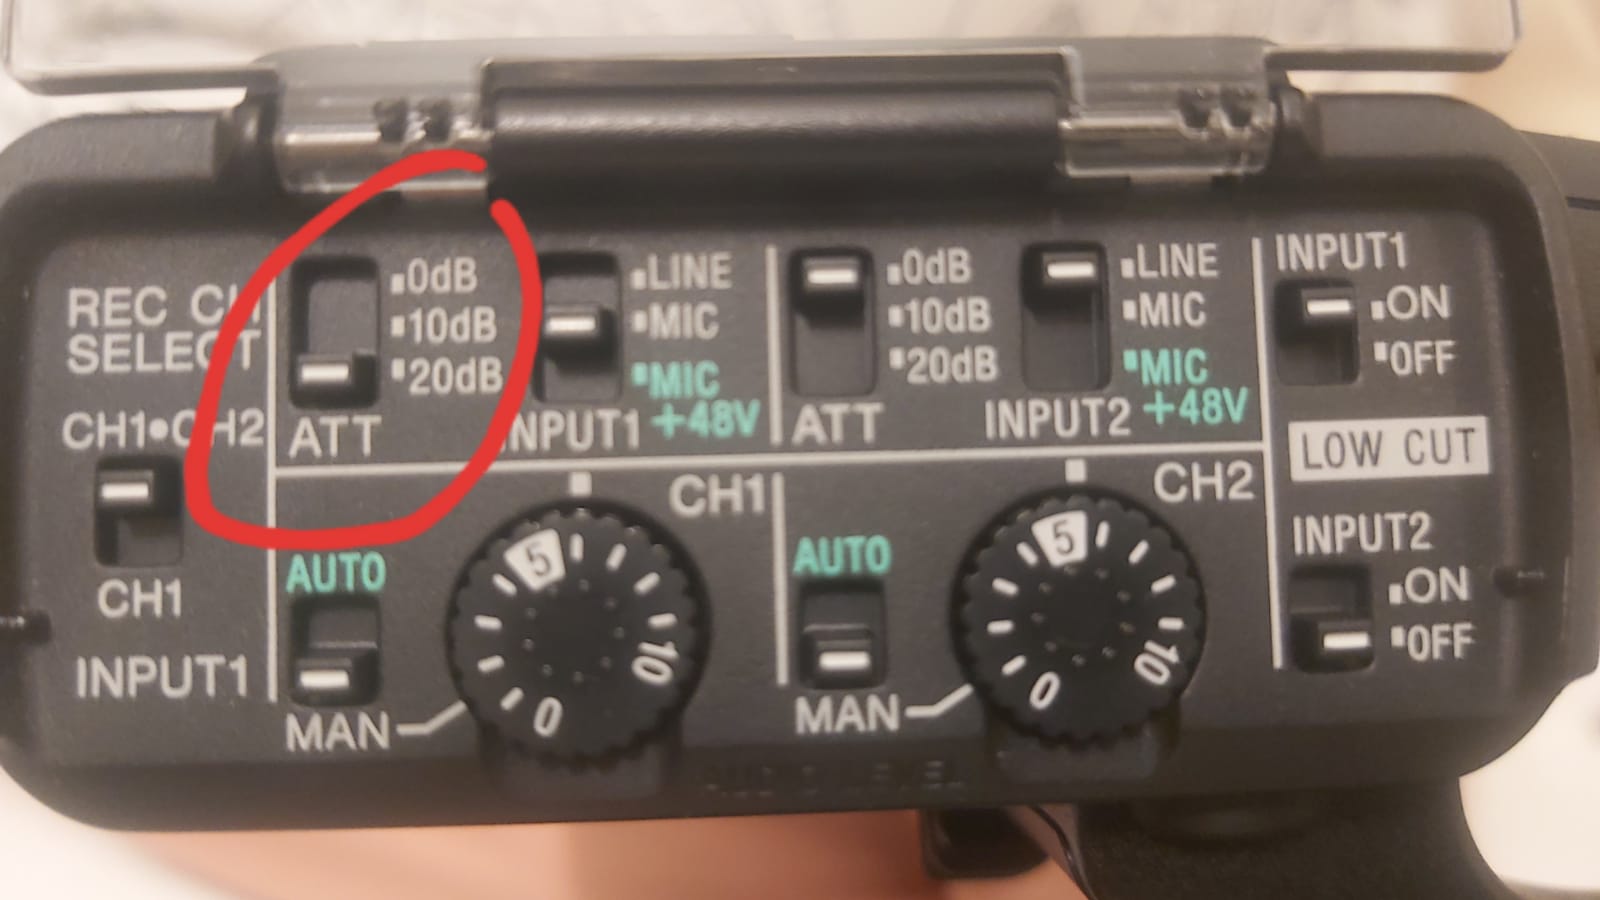 REC CH
SELECT
CH1•CH2
CH1
INPUT1
0dB
10dB
20dB
ATT
LINE
MIC
MIC
+48V
INPUT1
0dB
10dB
20dB
ATT
LINE
MIC
MIC
+48V
INPUT2
INPUT1
ON
OFF
LOW CUT
INPUT2
ON
OFF
AUTO
MAN
CH1
5
10
0
AUTO
MAN
CH2
5
10
0
AUDIO LEVEL